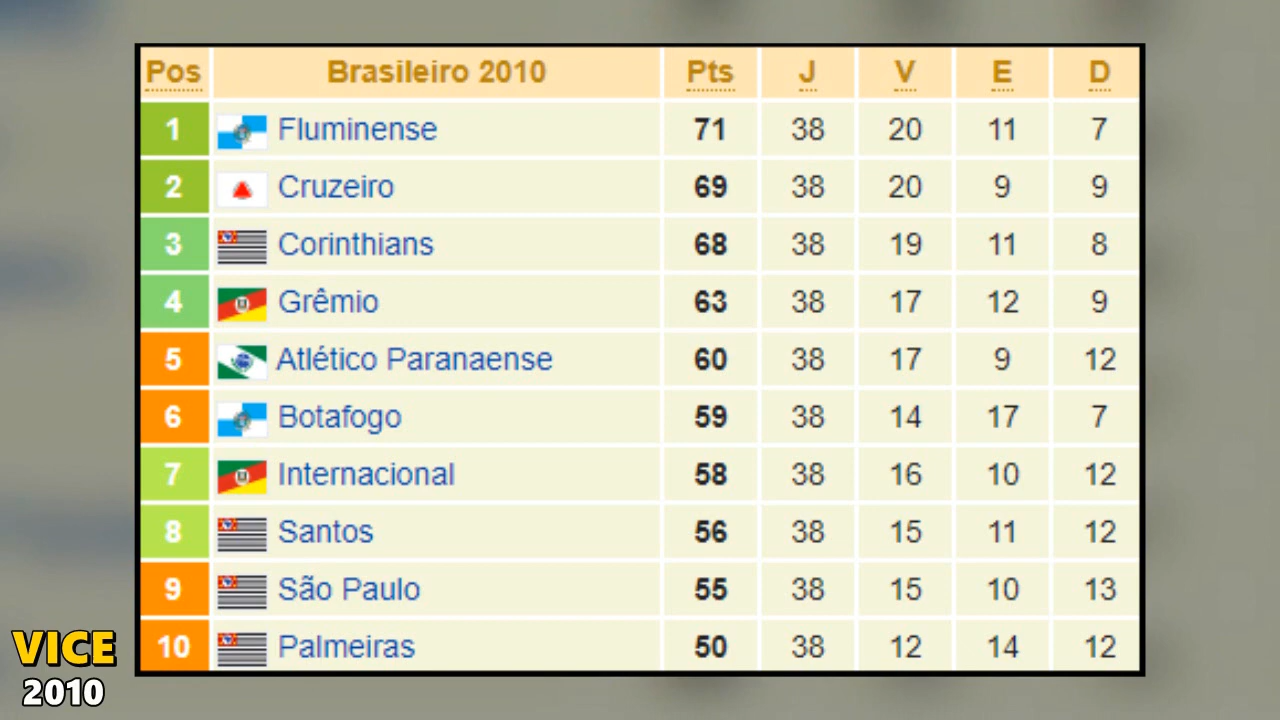 Pos Brasileiro 2010 Pts J V E D
1 Fluminense 71 38 20 11 7
2 Cruzeiro 69 38 20 9 9
3 Corinthians 68 38 19 11 8
4 Grêmio 63 38 17 12 9
5 Atlético Paranaense 60 38 17 9 12
6 Botafogo 59 38 14 17 7
7 Internacional 58 38 16 10 12
8 Santos 56 38 15 11 12
9 São Paulo 55 38 15 10 13
10 Palmeiras 50 38 12 14 12
VICE
2010